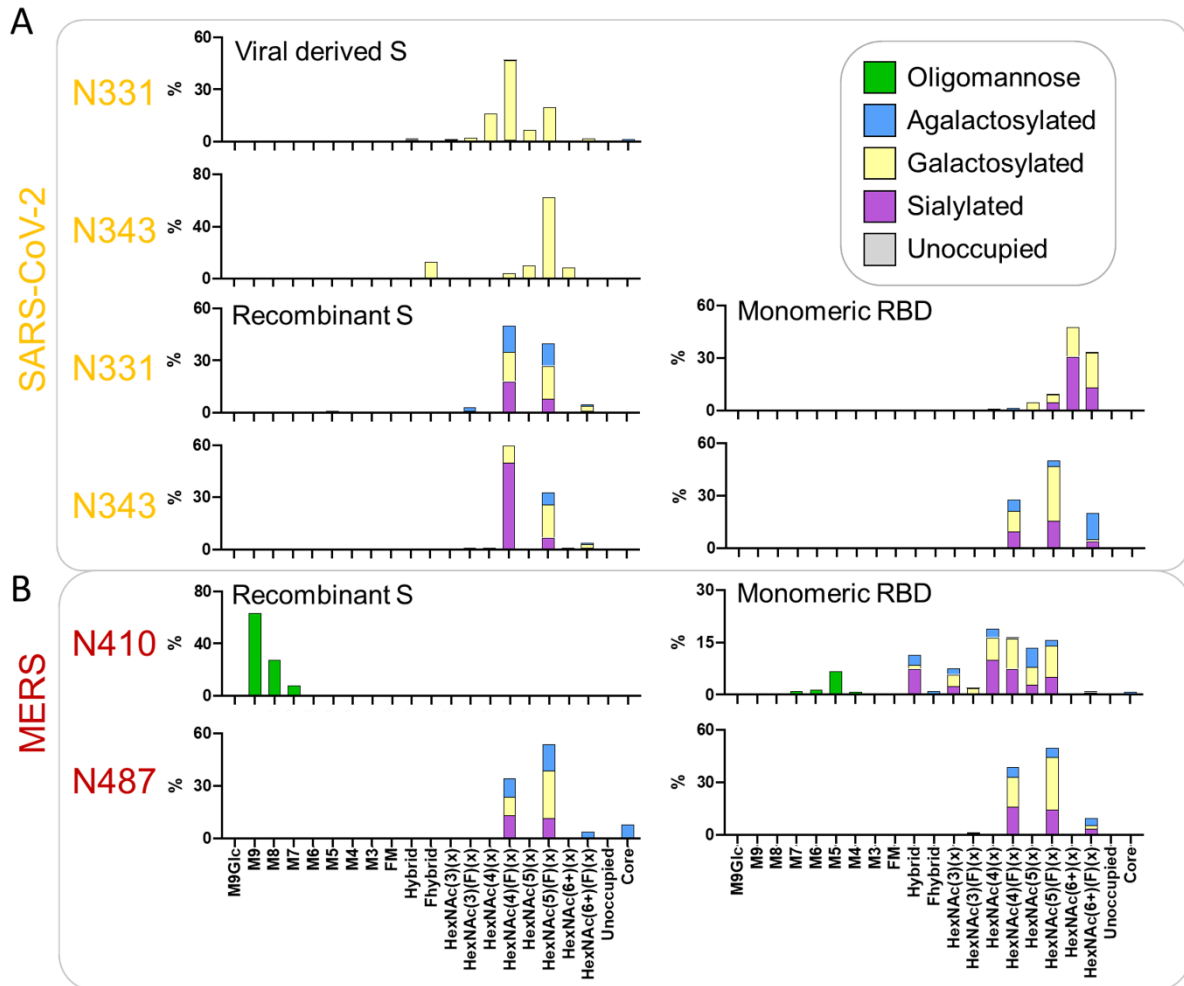 A
SARS-CoV-2
N331
%
60
30
0
Viral derived S
Oligomannose
Agalactosylated
Galactosylated
Sialylated
Unoccupied
N343
%
80
40
0
N331
%
60
30
0
Recombinant S
%
60
30
0
Monomeric RBD
N343
%
60
30
0
%
60
30
0
B
MERS
N410
%
80
40
0
Recombinant S
%
30
15
0
Monomeric RBD
N487
%
60
30
0
%
60
30
0
M9Glc
M9
M8
M7
M6
M5
M4
M3
FM
Hybrid
Fhybrid
HexNAc(3)(x)
HexNAc(3)(F)(x)
HexNAc(4)(x)
HexNAc(4)(F)(x)
HexNAc(5)(x)
HexNAc(5)(F)(x)
HexNAc(6+)(x)
HexNAc(6+)(F)(x)
Unoccupied
Core
M9Glc
M9
M8
M7
M6
M5
M4
M3
FM
Hybrid
Fhybrid
HexNAc(3)(x)
HexNAc(3)(F)(x)
HexNAc(4)(x)
HexNAc(4)(F)(x)
HexNAc(5)(x)
HexNAc(5)(F)(x)
HexNAc(6+)(x)
HexNAc(6+)(F)(x)
Unoccupied
Core